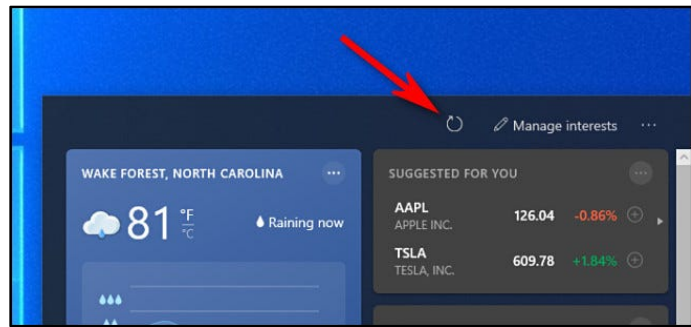 Manage interests ...
WAKE FOREST, NORTH CAROLINA ...
81 °F
°C
Raining now
SUGGESTED FOR YOU ...
AAPL
APPLE INC.
126.04 -0.86%
TSLA
TESLA, INC.
609.78 +1.84%